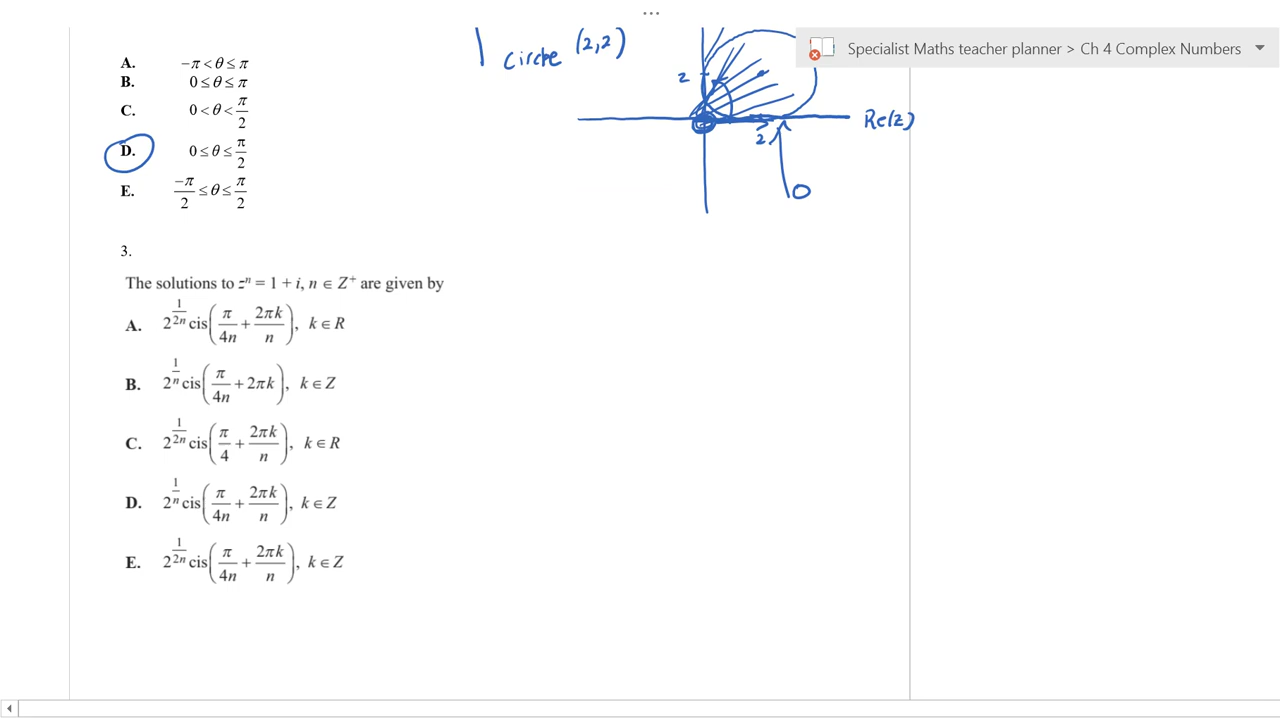 ...
Specialist Maths teacher planner > Ch 4 Complex Numbers
circle (2,2)
2
Re(z)
2
0
A. −π < θ ≤ π
B. 0 ≤ θ ≤ π
C. 0 < θ < π/2
D. 0 ≤ θ ≤ π/2
E. −π/2 ≤ θ ≤ π/2
3.
The solutions to zⁿ = 1 + i, n ∈ Z⁺ are given by
A. 2^(1/2n) cis(π/4n + 2πk/n), k ∈ R
B. 2^(1/n) cis(π/4n + 2πk), k ∈ Z
C. 2^(1/2n) cis(π/4 + 2πk/n), k ∈ R
D. 2^(1/n) cis(π/4n + 2πk/n), k ∈ Z
E. 2^(1/2n) cis(π/4n + 2πk/n), k ∈ Z